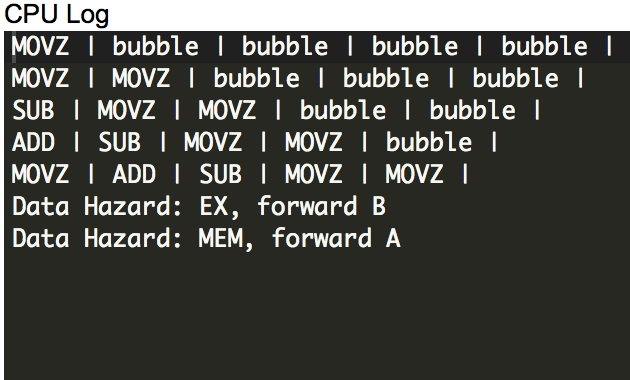 CPU Log
MOVZ | bubble | bubble | bubble | bubble |
MOVZ | MOVZ | bubble | bubble | bubble |
SUB | MOVZ | MOVZ | bubble | bubble |
ADD | SUB | MOVZ | MOVZ | bubble |
MOVZ | ADD | SUB | MOVZ | MOVZ |
Data Hazard: EX, forward B
Data Hazard: MEM, forward A